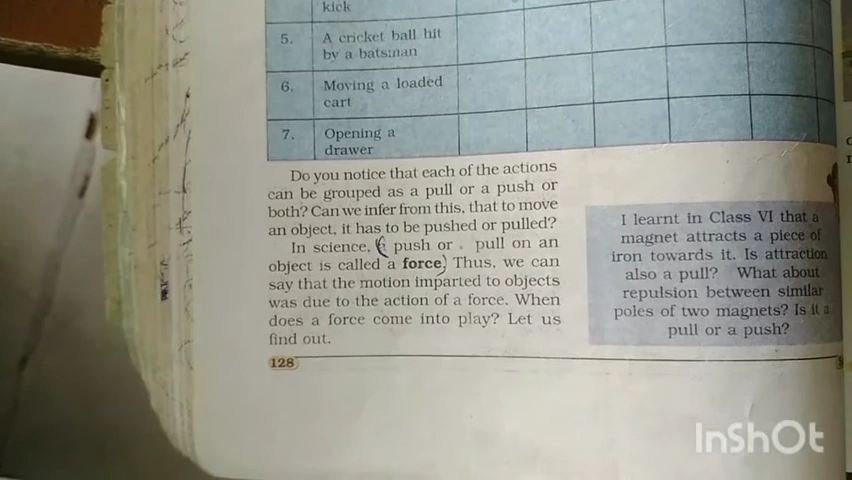 kick
5. A cricket ball hit
by a batsman
6. Moving a loaded
cart
7. Opening a
drawer
Do you notice that each of the actions
can be grouped as a pull or a push or
both? Can we infer from this, that to move
an object, it has to be pushed or pulled?
In science, a push or a pull on an
object is called a force. Thus, we can
say that the motion imparted to objects
was due to the action of a force. When
does a force come into play? Let us
find out.
128
I learnt in Class VI that a
magnet attracts a piece of
iron towards it. Is attraction
also a pull? What about
repulsion between similar
poles of two magnets? Is it a
pull or a push?
InShOt